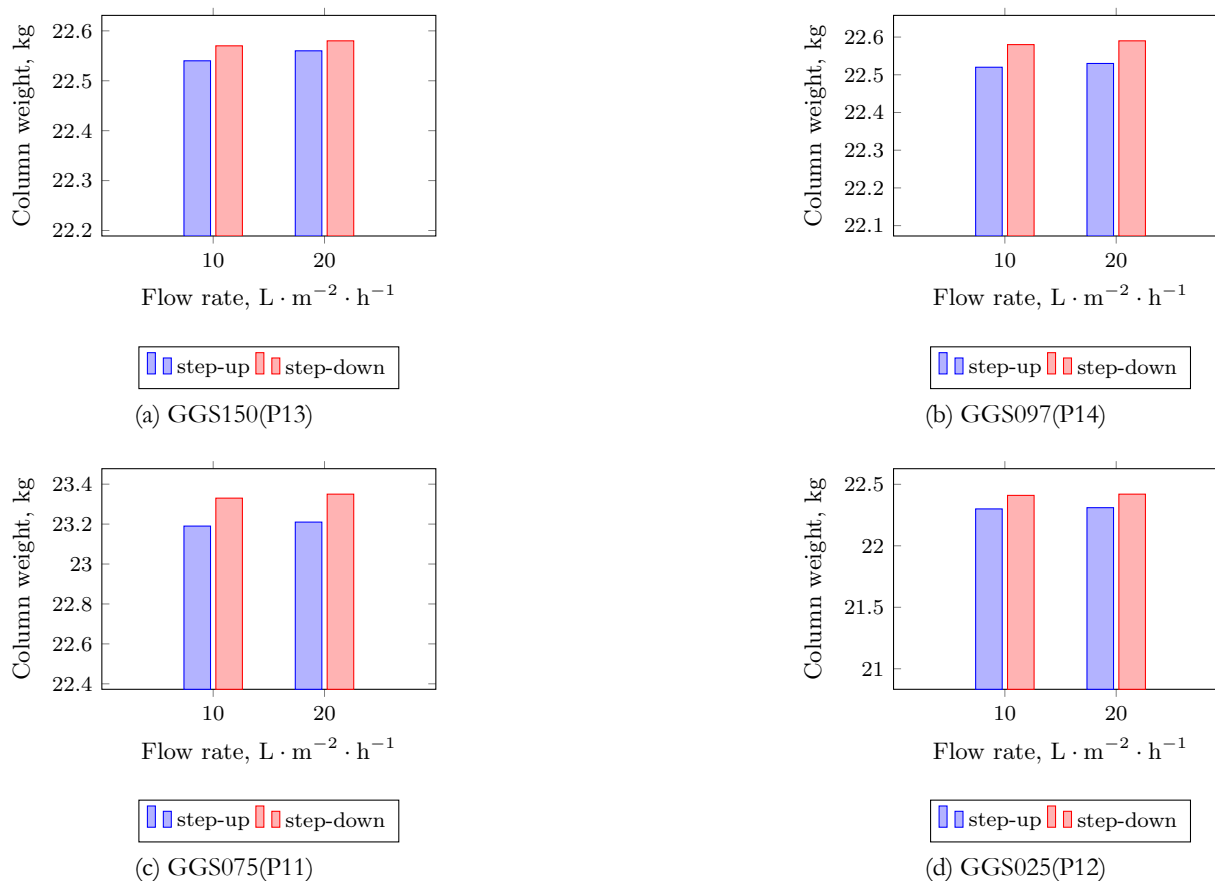 22.6
22.5
22.4
22.3
22.2
Column weight, kg
10 20
Flow rate, L · m⁻² · h⁻¹
step-up step-down
(a) GGS150(P13)
22.6
22.5
22.4
22.3
22.2
22.1
Column weight, kg
10 20
Flow rate, L · m⁻² · h⁻¹
step-up step-down
(b) GGS097(P14)
23.4
23.2
23
22.8
22.6
22.4
Column weight, kg
10 20
Flow rate, L · m⁻² · h⁻¹
step-up step-down
(c) GGS075(P11)
22.5
22
21.5
21
Column weight, kg
10 20
Flow rate, L · m⁻² · h⁻¹
step-up step-down
(d) GGS025(P12)